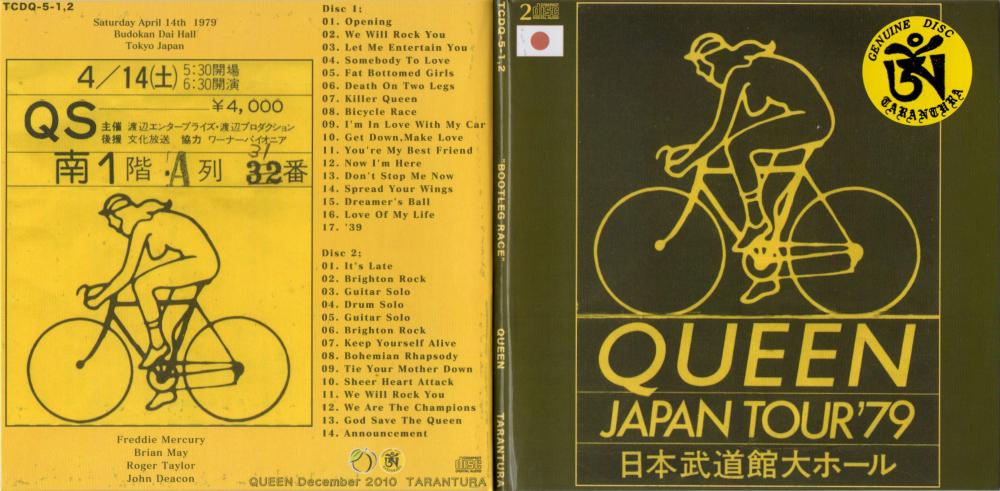 TCDQ-5-1,2
Saturday April 14th 1979
Budokan Dai Hall
Tokyo Japan
4/14(土) 5:30開場
6:30開演
QS ¥4,000
主催 渡辺エンタープライズ・渡辺プロダクション
後援 文化放送 協力 ワーナー・パイオニア
31
南1階・A列 32番
Freddie Mercury
Brian May
Roger Taylor
John Deacon
Disc 1;
01. Opening
02. We Will Rock You
03. Let Me Entertain You
04. Somebody To Love
05. Fat Bottomed Girls
06. Death On Two Legs
07. Killer Queen
08. Bicycle Race
09. I'm In Love With My Car
10. Get Down,Make Love
11. You're My Best Friend
12. Now I'm Here
13. Don't Stop Me Now
14. Spread Your Wings
15. Dreamer's Ball
16. Love Of My Life
17. '39
Disc 2;
01. It's Late
02. Brighton Rock
03. Guitar Solo
04. Drum Solo
05. Guitar Solo
06. Brighton Rock
07. Keep Yourself Alive
08. Bohemian Rhapsody
09. Tie Your Mother Down
10. Sheer Heart Attack
11. We Will Rock You
12. We Are The Champions
13. God Save The Queen
14. Announcement
COMPACT
disc
DIGITAL AUDIO
QUEEN December 2010 TARANTURA
TCDQ-5-1,2 "BOOTLEG RACE" QUEEN TARANTURA
2 COMPACT
disc
DIGITAL AUDIO
GENUINE DISC
ॐ
TARANTURA
QUEEN
JAPAN TOUR'79
日本武道館大ホール